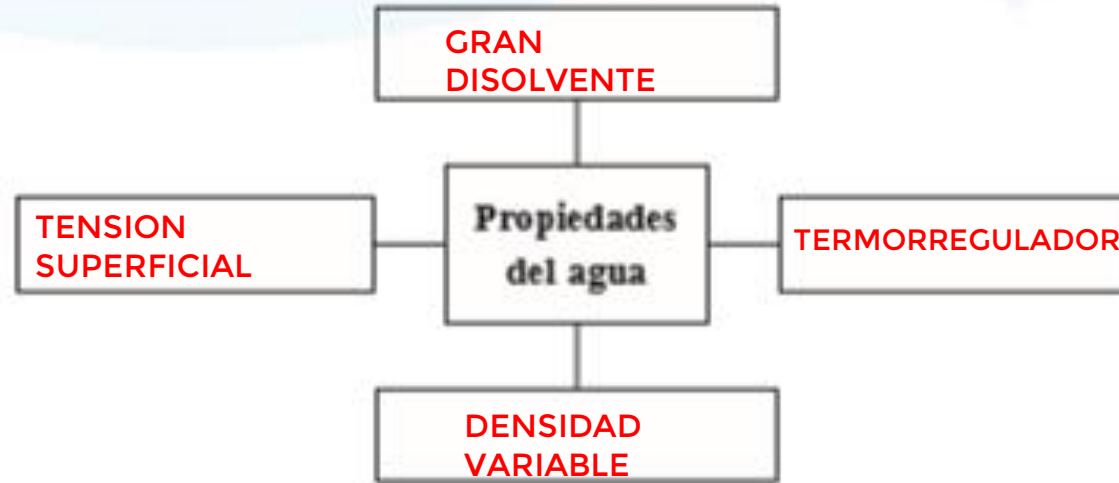 GRAN
DISOLVENTE
TENSION
SUPERFICIAL
Propiedades
del agua
TERMORREGULADOR
DENSIDAD
VARIABLE